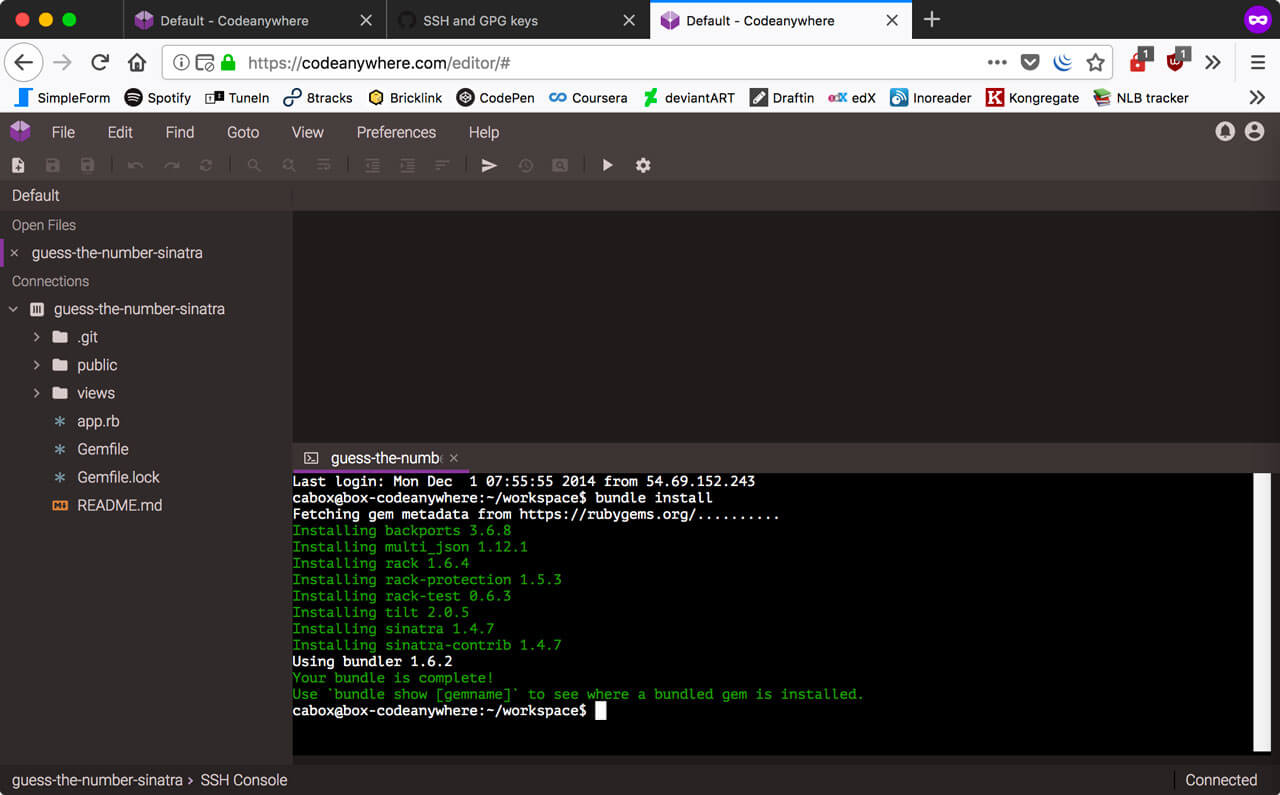 Default - Codeanywhere
SSH and GPG keys
Default - Codeanywhere
https://codeanywhere.com/editor/#
1
1
SimpleForm Spotify TuneIn 8tracks Bricklink CodePen Coursera deviantART Draftin edX Inoreader Kongregate NLB tracker
File Edit Find Goto View Preferences Help
Default
Open Files
guess-the-number-sinatra
Connections
guess-the-number-sinatra
.git
public
views
app.rb
Gemfile
Gemfile.lock
README.md
guess-the-numb
Last login: Mon Dec  1 07:55:55 2014 from 54.69.152.243
cabox@box-codeanywhere:~/workspace$ bundle install
Fetching gem metadata from https://rubygems.org/..........
Installing backports 3.6.8
Installing multi_json 1.12.1
Installing rack 1.6.4
Installing rack-protection 1.5.3
Installing rack-test 0.6.3
Installing tilt 2.0.5
Installing sinatra 1.4.7
Installing sinatra-contrib 1.4.7
Using bundler 1.6.2
Your bundle is complete!
Use `bundle show [gemname]` to see where a bundled gem is installed.
cabox@box-codeanywhere:~/workspace$
guess-the-number-sinatra › SSH Console
Connected